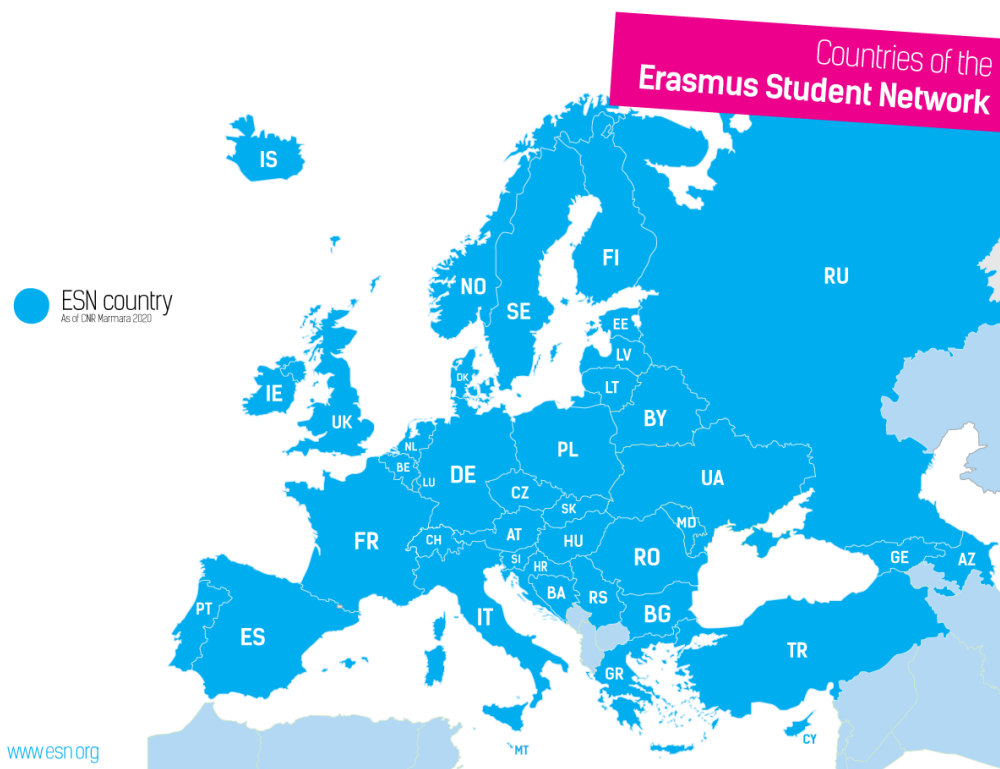 Countries of the
Erasmus Student Network
IS
FI
RU
NO
SE
ESN country
As of CNR Marmara 2020
EE
LV
DK
LT
IE
UK
BY
NL
PL
BE
DE
UA
LU
CZ
SK
MD
FR
CH
AT
HU
RO
SI
HR
GE
AZ
BA
RS
PT
IT
BG
ES
TR
GR
CY
MT
www.esn.org